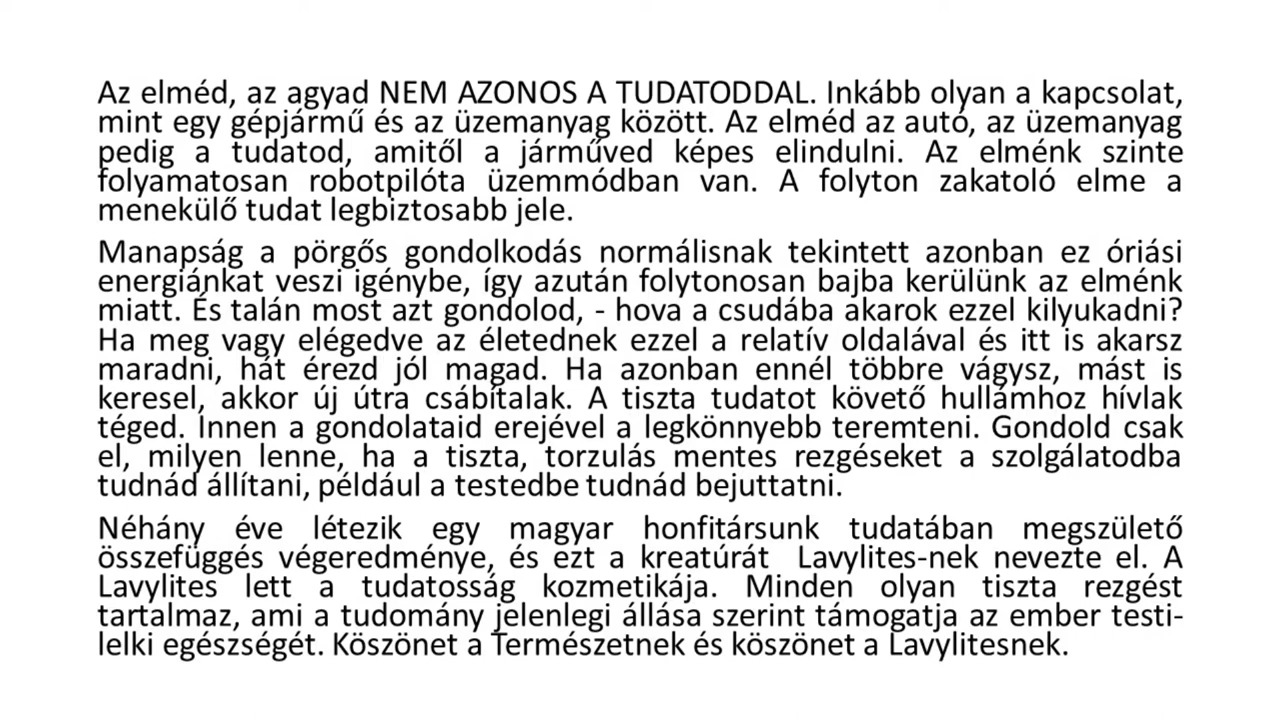 Az elméd, az agyad NEM AZONOS A TUDATODDAL. Inkább olyan a kapcsolat,
mint egy gépjármű és az üzemanyag között. Az elméd az autó, az üzemanyag
pedig a tudatod, amitől a járműved képes elindulni. Az elménk szinte
folyamatosan robotpilóta üzemmódban van. A folyton zakatoló elme a
menekülő tudat legbiztosabb jele.
Manapság a pörgős gondolkodás normálisnak tekintett azonban ez óriási
energiánkat veszi igénybe, így azután folytonosan bajba kerülünk az elménk
miatt. És talán most azt gondolod, - hova a csudába akarok ezzel kilyukadni?
Ha meg vagy elégedve az életednek ezzel a relatív oldalával és itt is akarsz
maradni, hát érezd jól magad. Ha azonban ennél többre vágysz, mást is
keresel, akkor új útra csábítalak. A tiszta tudatot követő hullámhoz hívlak
téged. Innen a gondolataid erejével a legkönnyebb teremteni. Gondold csak
el, milyen lenne, ha a tiszta, torzulás mentes rezgéseket a szolgálatodba
tudnád állítani, például a testedbe tudnád bejuttatni.
Néhány éve létezik egy magyar honfitársunk tudatában megszülető
összefüggés végeredménye, és ezt a kreatúrát Lavylites-nek nevezte el. A
Lavylites lett a tudatosság kozmetikája. Minden olyan tiszta rezgést
tartalmaz, ami a tudomány jelenlegi állása szerint támogatja az ember testi-
lelki egészségét. Köszönet a Természetnek és köszönet a Lavylitesnek.